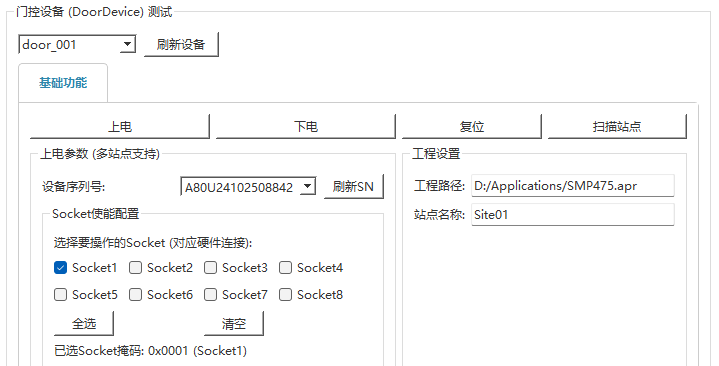 门控设备 (DoorDevice) 测试
door_001 刷新设备
基础功能
上电 下电 复位 扫描站点
上电参数 (多站点支持) 工程设置
设备序列号: A80U24102508842 刷新SN 工程路径: D:/Applications/SMP475.apr
Socket使能配置 站点名称: Site01
选择要操作的Socket (对应硬件连接):
Socket1 Socket2 Socket3 Socket4
Socket5 Socket6 Socket7 Socket8
全选 清空
已选Socket掩码: 0x0001 (Socket1)